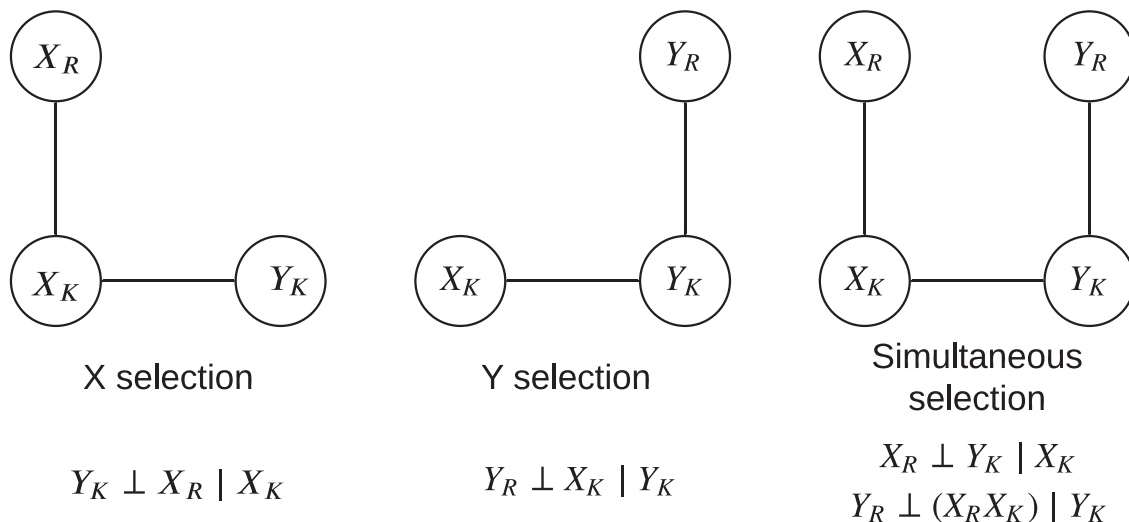 X_R
Y_R
X_R
Y_R
X_K
Y_K
X_K
Y_K
X_K
Y_K
X selection
Y selection
Simultaneous
selection
Y_K ⊥ X_R | X_K
Y_R ⊥ X_K | Y_K
X_R ⊥ Y_K | X_K
Y_R ⊥ (X_R X_K) | Y_K